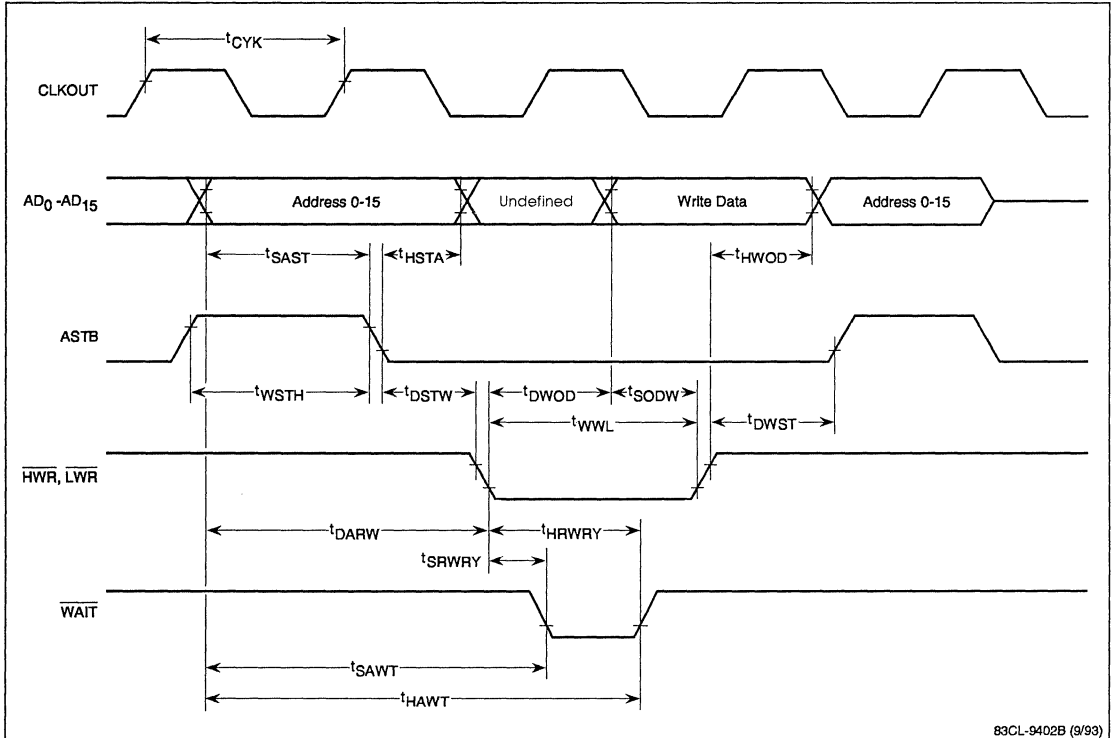 tCYK
CLKOUT
AD0 -AD15
Address 0-15
Undefined
Write Data
Address 0-15
tSAST
tHSTA
tHWOD
ASTB
tWSTH
tDSTW
tDWOD
tSODW
tWWL
tDWST
HWR, LWR
tDARW
tHRWRY
tSRWRY
WAIT
tSAWT
tHAWT
83CL-9402B (9/93)